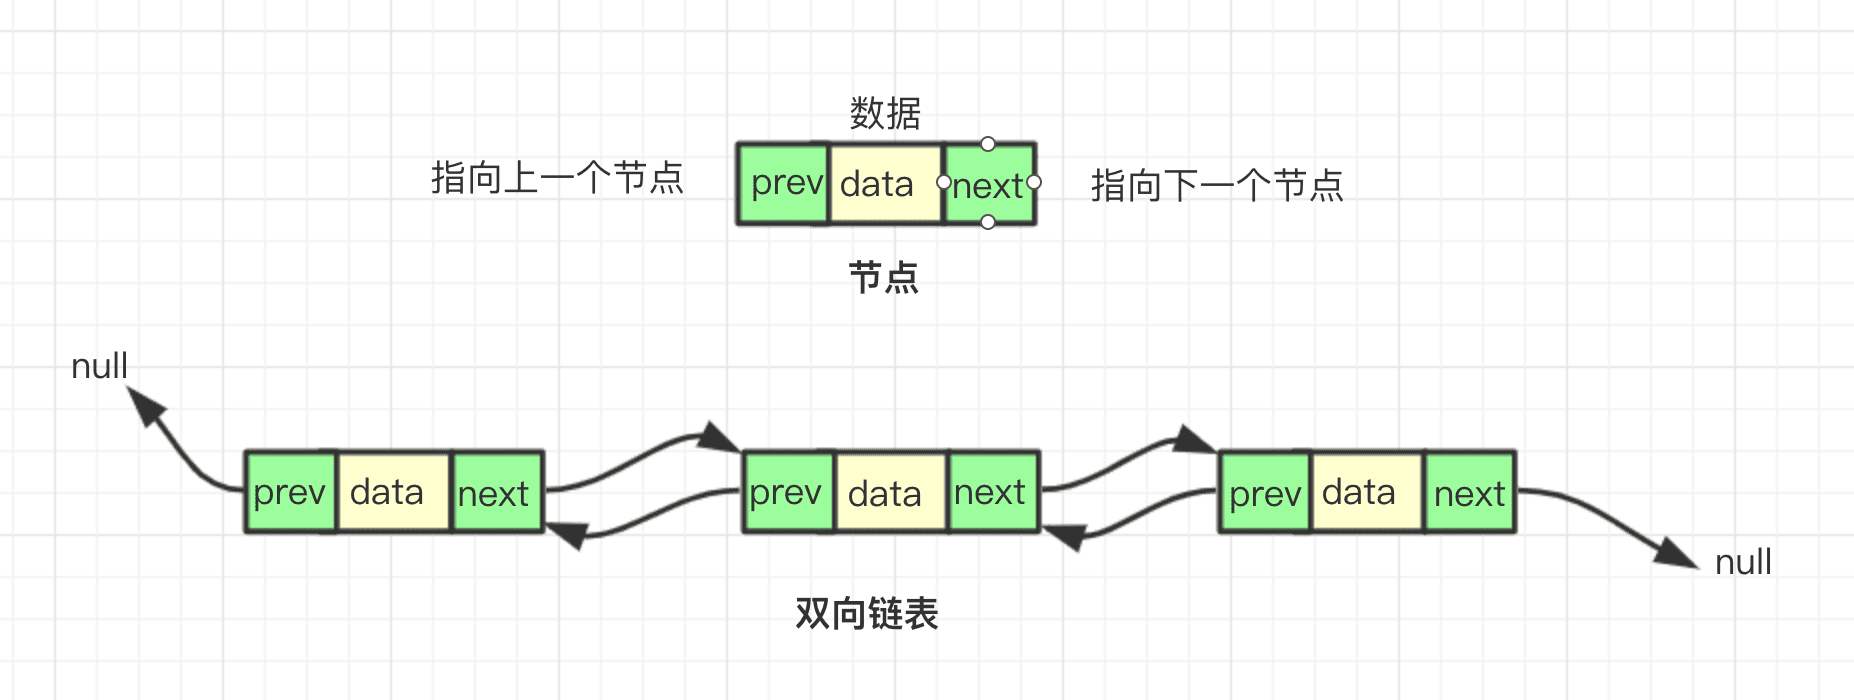 数据
指向上一个节点 prev data next 指向下一个节点
节点
null
prev data next prev data next prev data next
null
双向链表